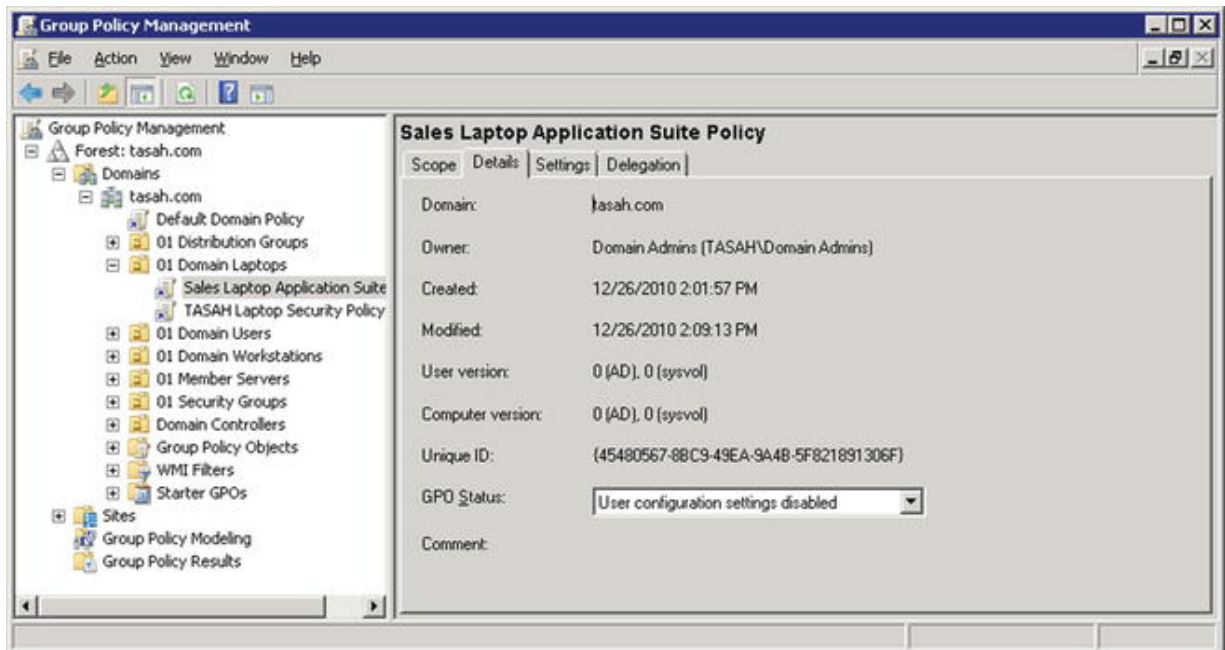 Group Policy Management
File Action View Window Help
Group Policy Management
Forest: tasah.com
Domains
tasah.com
Default Domain Policy
01 Distribution Groups
01 Domain Laptops
Sales Laptop Application Suite
TASAH Laptop Security Policy
01 Domain Users
01 Domain Workstations
01 Member Servers
01 Security Groups
Domain Controllers
Group Policy Objects
WMI Filters
Starter GPOs
Sites
Group Policy Modeling
Group Policy Results
Sales Laptop Application Suite Policy
Scope Details Settings Delegation
Domain: tasah.com
Owner: Domain Admins (TASAH\Domain Admins)
Created: 12/26/2010 2:01:57 PM
Modified: 12/26/2010 2:09:13 PM
User version: 0 (AD), 0 (sysvol)
Computer version: 0 (AD), 0 (sysvol)
Unique ID: {45480567-8BC9-49EA-9A4B-5F821891306F}
GPO Status: User configuration settings disabled
Comment: